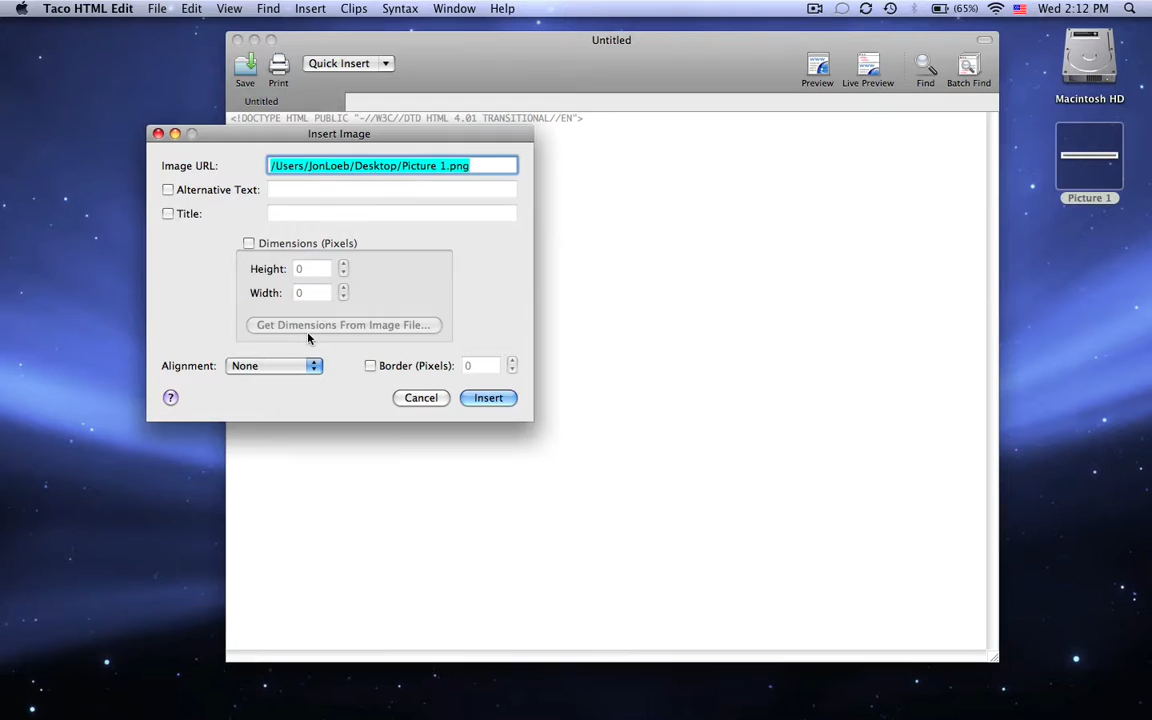 Taco HTML Edit File Edit View Find Insert Clips Syntax Window Help (65%) Wed 2:12 PM
Untitled
Quick Insert
Save Print Preview Live Preview Find Batch Find
Untitled
<!DOCTYPE HTML PUBLIC "-//W3C//DTD HTML 4.01 TRANSITIONAL//EN">
Insert Image
Image URL: /Users/JonLoeb/Desktop/Picture 1.png
Alternative Text:
Title:
Dimensions (Pixels)
Height: 0
Width: 0
Get Dimensions From Image File...
Alignment: None Border (Pixels): 0
? Cancel Insert
Macintosh HD
Picture 1